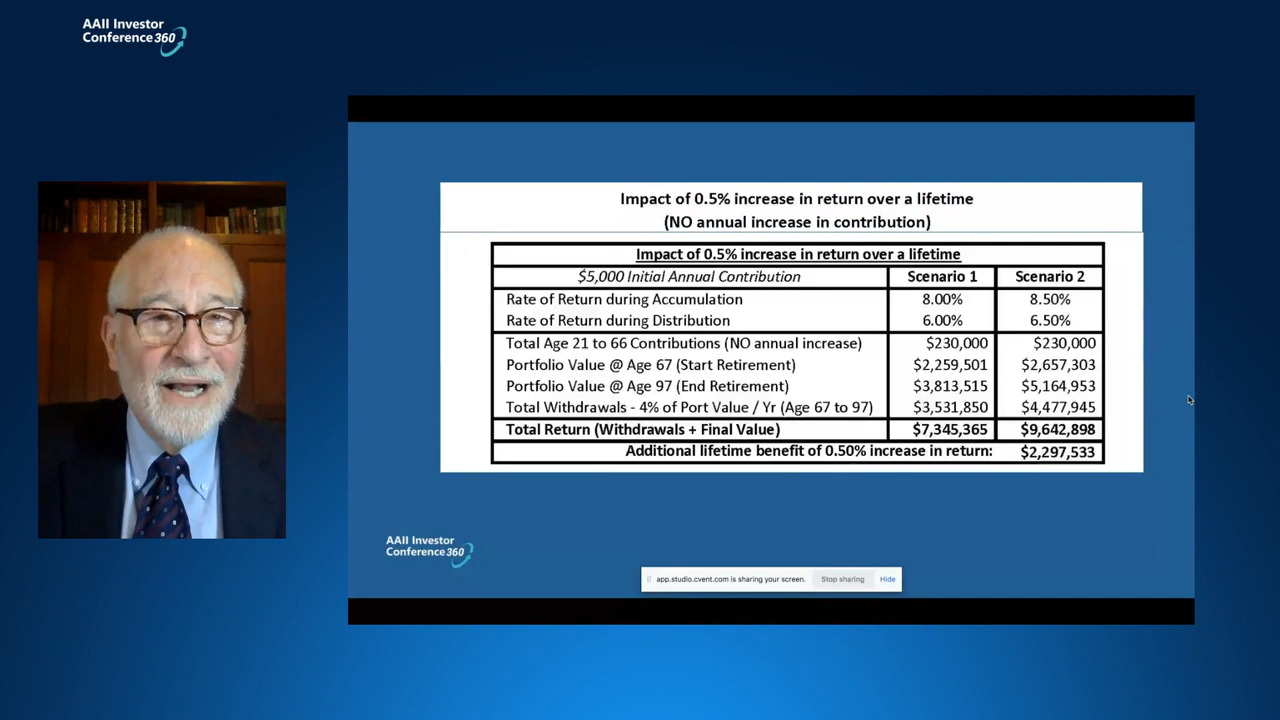 AAII Investor
Conference 360
Impact of 0.5% increase in return over a lifetime
(NO annual increase in contribution)
Impact of 0.5% increase in return over a lifetime
$5,000 Initial Annual Contribution Scenario 1 Scenario 2
Rate of Return during Accumulation 8.00% 8.50%
Rate of Return during Distribution 6.00% 6.50%
Total Age 21 to 66 Contributions (NO annual increase) $230,000 $230,000
Portfolio Value @ Age 67 (Start Retirement) $2,259,501 $2,657,303
Portfolio Value @ Age 97 (End Retirement) $3,813,515 $5,164,953
Total Withdrawals - 4% of Port Value / Yr (Age 67 to 97) $3,531,850 $4,477,945
Total Return (Withdrawals + Final Value) $7,345,365 $9,642,898
Additional lifetime benefit of 0.50% increase in return: $2,297,533
AAII Investor
Conference 360
app.studio.cvent.com is sharing your screen. Stop sharing Hide